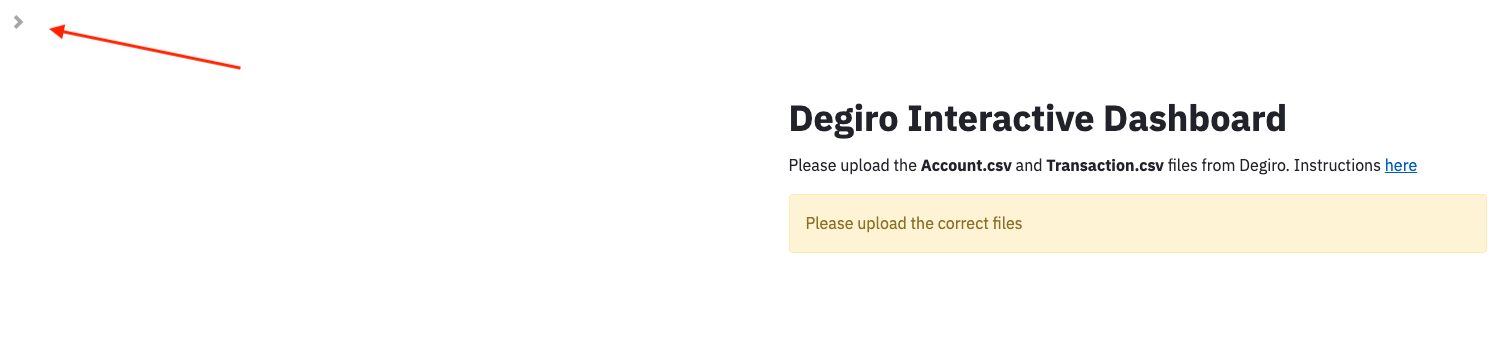 Degiro Interactive Dashboard
Please upload the Account.csv and Transaction.csv files from Degiro. Instructions here
Please upload the correct files